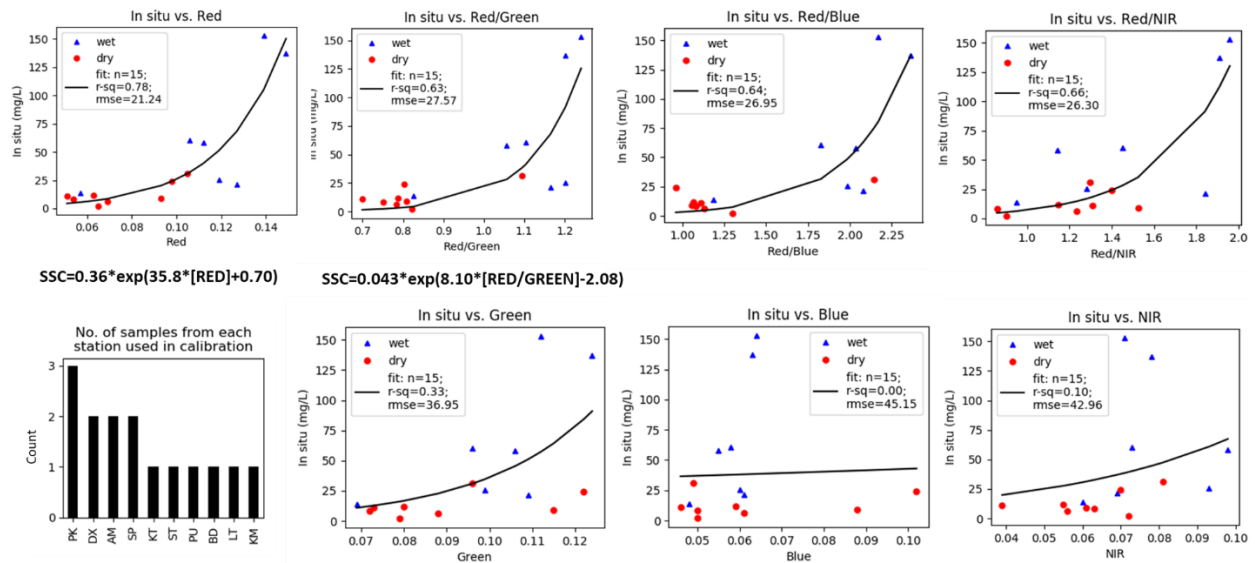 In situ vs. Red
In situ (mg/L)
150
125
100
75
50
25
0
wet
dry
fit: n=15;
r-sq=0.78;
rmse=21.24
0.06 0.08 0.10 0.12 0.14
Red
In situ vs. Red/Green
In situ (mg/L)
150
125
100
75
50
25
0
wet
dry
fit: n=15;
r-sq=0.63;
rmse=27.57
0.7 0.8 0.9 1.0 1.1 1.2
Red/Green
In situ vs. Red/Blue
In situ (mg/L)
150
125
100
75
50
25
0
wet
dry
fit: n=15;
r-sq=0.64;
rmse=26.95
1.00 1.25 1.50 1.75 2.00 2.25
Red/Blue
In situ vs. Red/NIR
In situ (mg/L)
150
125
100
75
50
25
0
wet
dry
fit: n=15;
r-sq=0.66;
rmse=26.30
1.0 1.2 1.4 1.6 1.8 2.0
Red/NIR
SSC=0.36*exp(35.8*[RED]+0.70)
SSC=0.043*exp(8.10*[RED/GREEN]-2.08)
No. of samples from each
station used in calibration
Count
3
2
1
0
PK DX AM SP KT ST PU BD LT KM
In situ vs. Green
In situ (mg/L)
150
125
100
75
50
25
0
wet
dry
fit: n=15;
r-sq=0.33;
rmse=36.95
0.07 0.08 0.09 0.10 0.11 0.12
Green
In situ vs. Blue
In situ (mg/L)
150
125
100
75
50
25
0
wet
dry
fit: n=15;
r-sq=0.00;
rmse=45.15
0.05 0.06 0.07 0.08 0.09 0.10
Blue
In situ vs. NIR
In situ (mg/L)
150
125
100
75
50
25
0
wet
dry
fit: n=15;
r-sq=0.10;
rmse=42.96
0.04 0.05 0.06 0.07 0.08 0.09 0.10
NIR